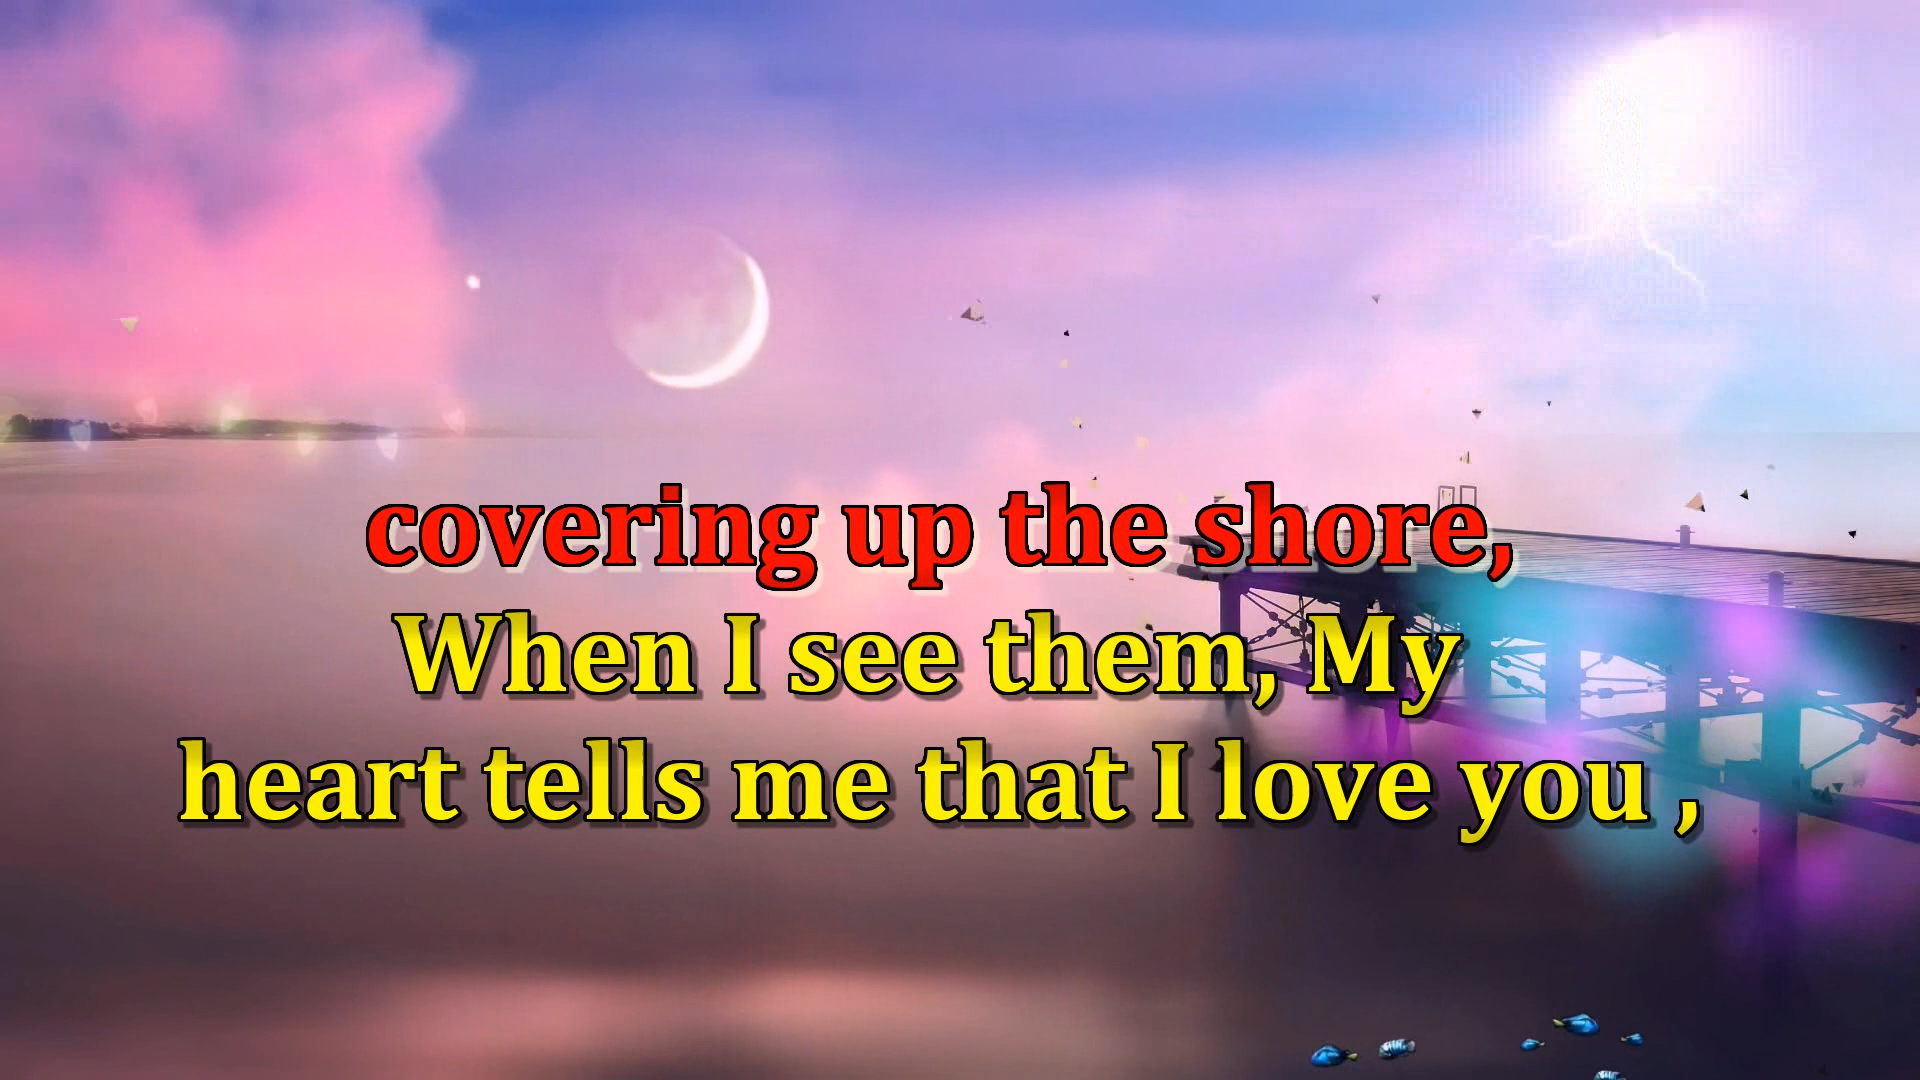 covering up the shore,
When I see them, My
heart tells me that I love you ,